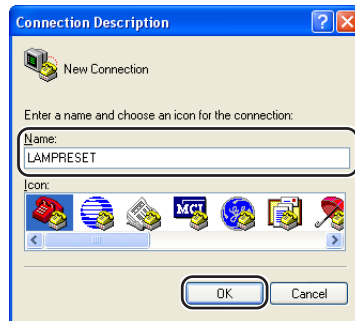 Connection Description
New Connection
Enter a name and choose an icon for the connection:
Name:
LAMPRESET
Icon:
MCI
OK
Cancel